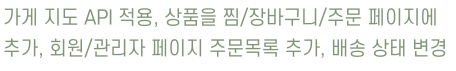 가게 지도 API 적용, 상품을 찜/장바구니/주문 페이지에
추가, 회원/관리자 페이지 주문목록 추가, 배송 상태 변경